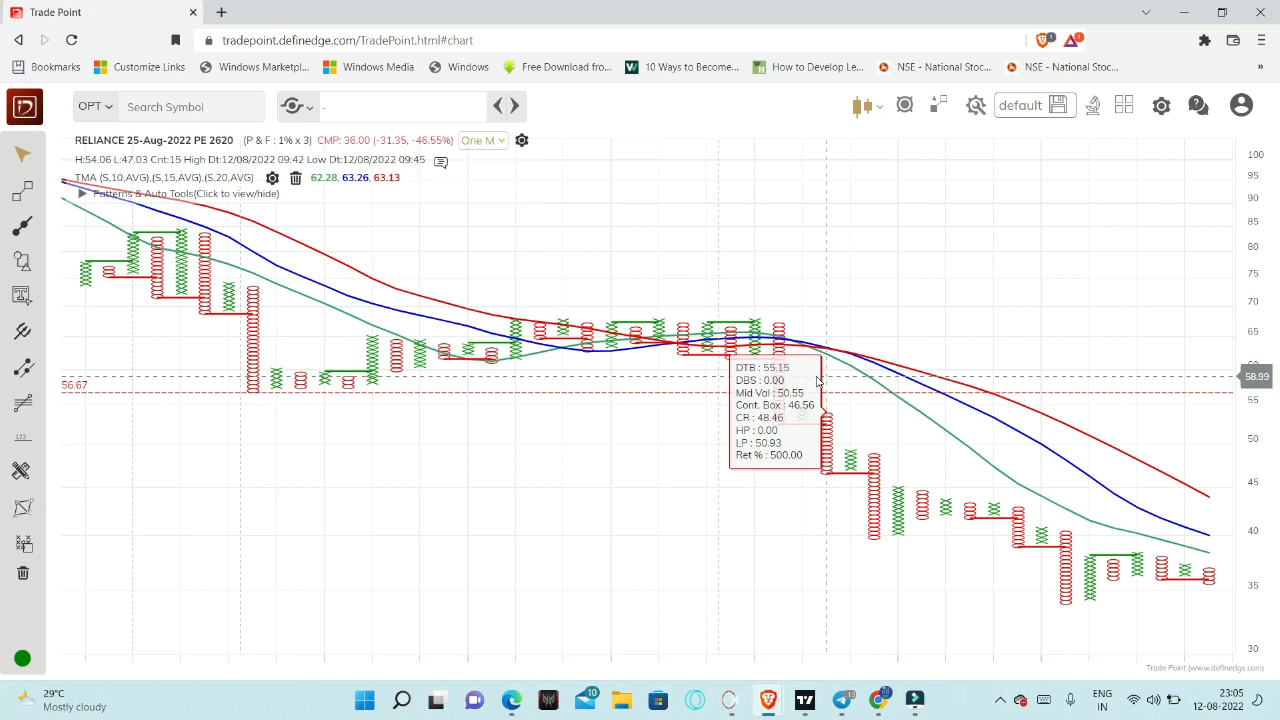 Trade Point
tradepoint.definedge.com/TradePoint.html#chart
1
1
Bookmarks
Customize Links
Windows Marketpl...
Windows Media
Windows
Free Download fro...
10 Ways to Become...
How to Develop Le...
NSE - National Stoc...
NSE - National Stoc...
»
OPT
Search Symbol
-
default
RELIANCE 25-Aug-2022 PE 2620 (P & F : 1% x 3) CMP: 36.00 (-31.35, -46.55%) One M
H:54.06 L:47.03 Cnt:15 High Dt:12/08/2022 09:42 Low Dt:12/08/2022 09:45
TMA (S,10,AVG),(S,15,AVG),(S,20,AVG) 62.28, 63.26, 63.13
Patterns & Auto Tools(Click to view/hide)
100
95
90
85
80
75
70
65
58.99
55
50
45
40
35
30
56.67
DTB : 55.15
DBS : 0.00
Mid Val : 50.55
Cont. Box : 46.56
CR : 48.46
HP : 0.00
LP : 50.93
Ret % : 500.00
123
Trade Point (www.definedge.com)
29°C
Mostly cloudy
10
ENG
IN
23:05
12-08-2022